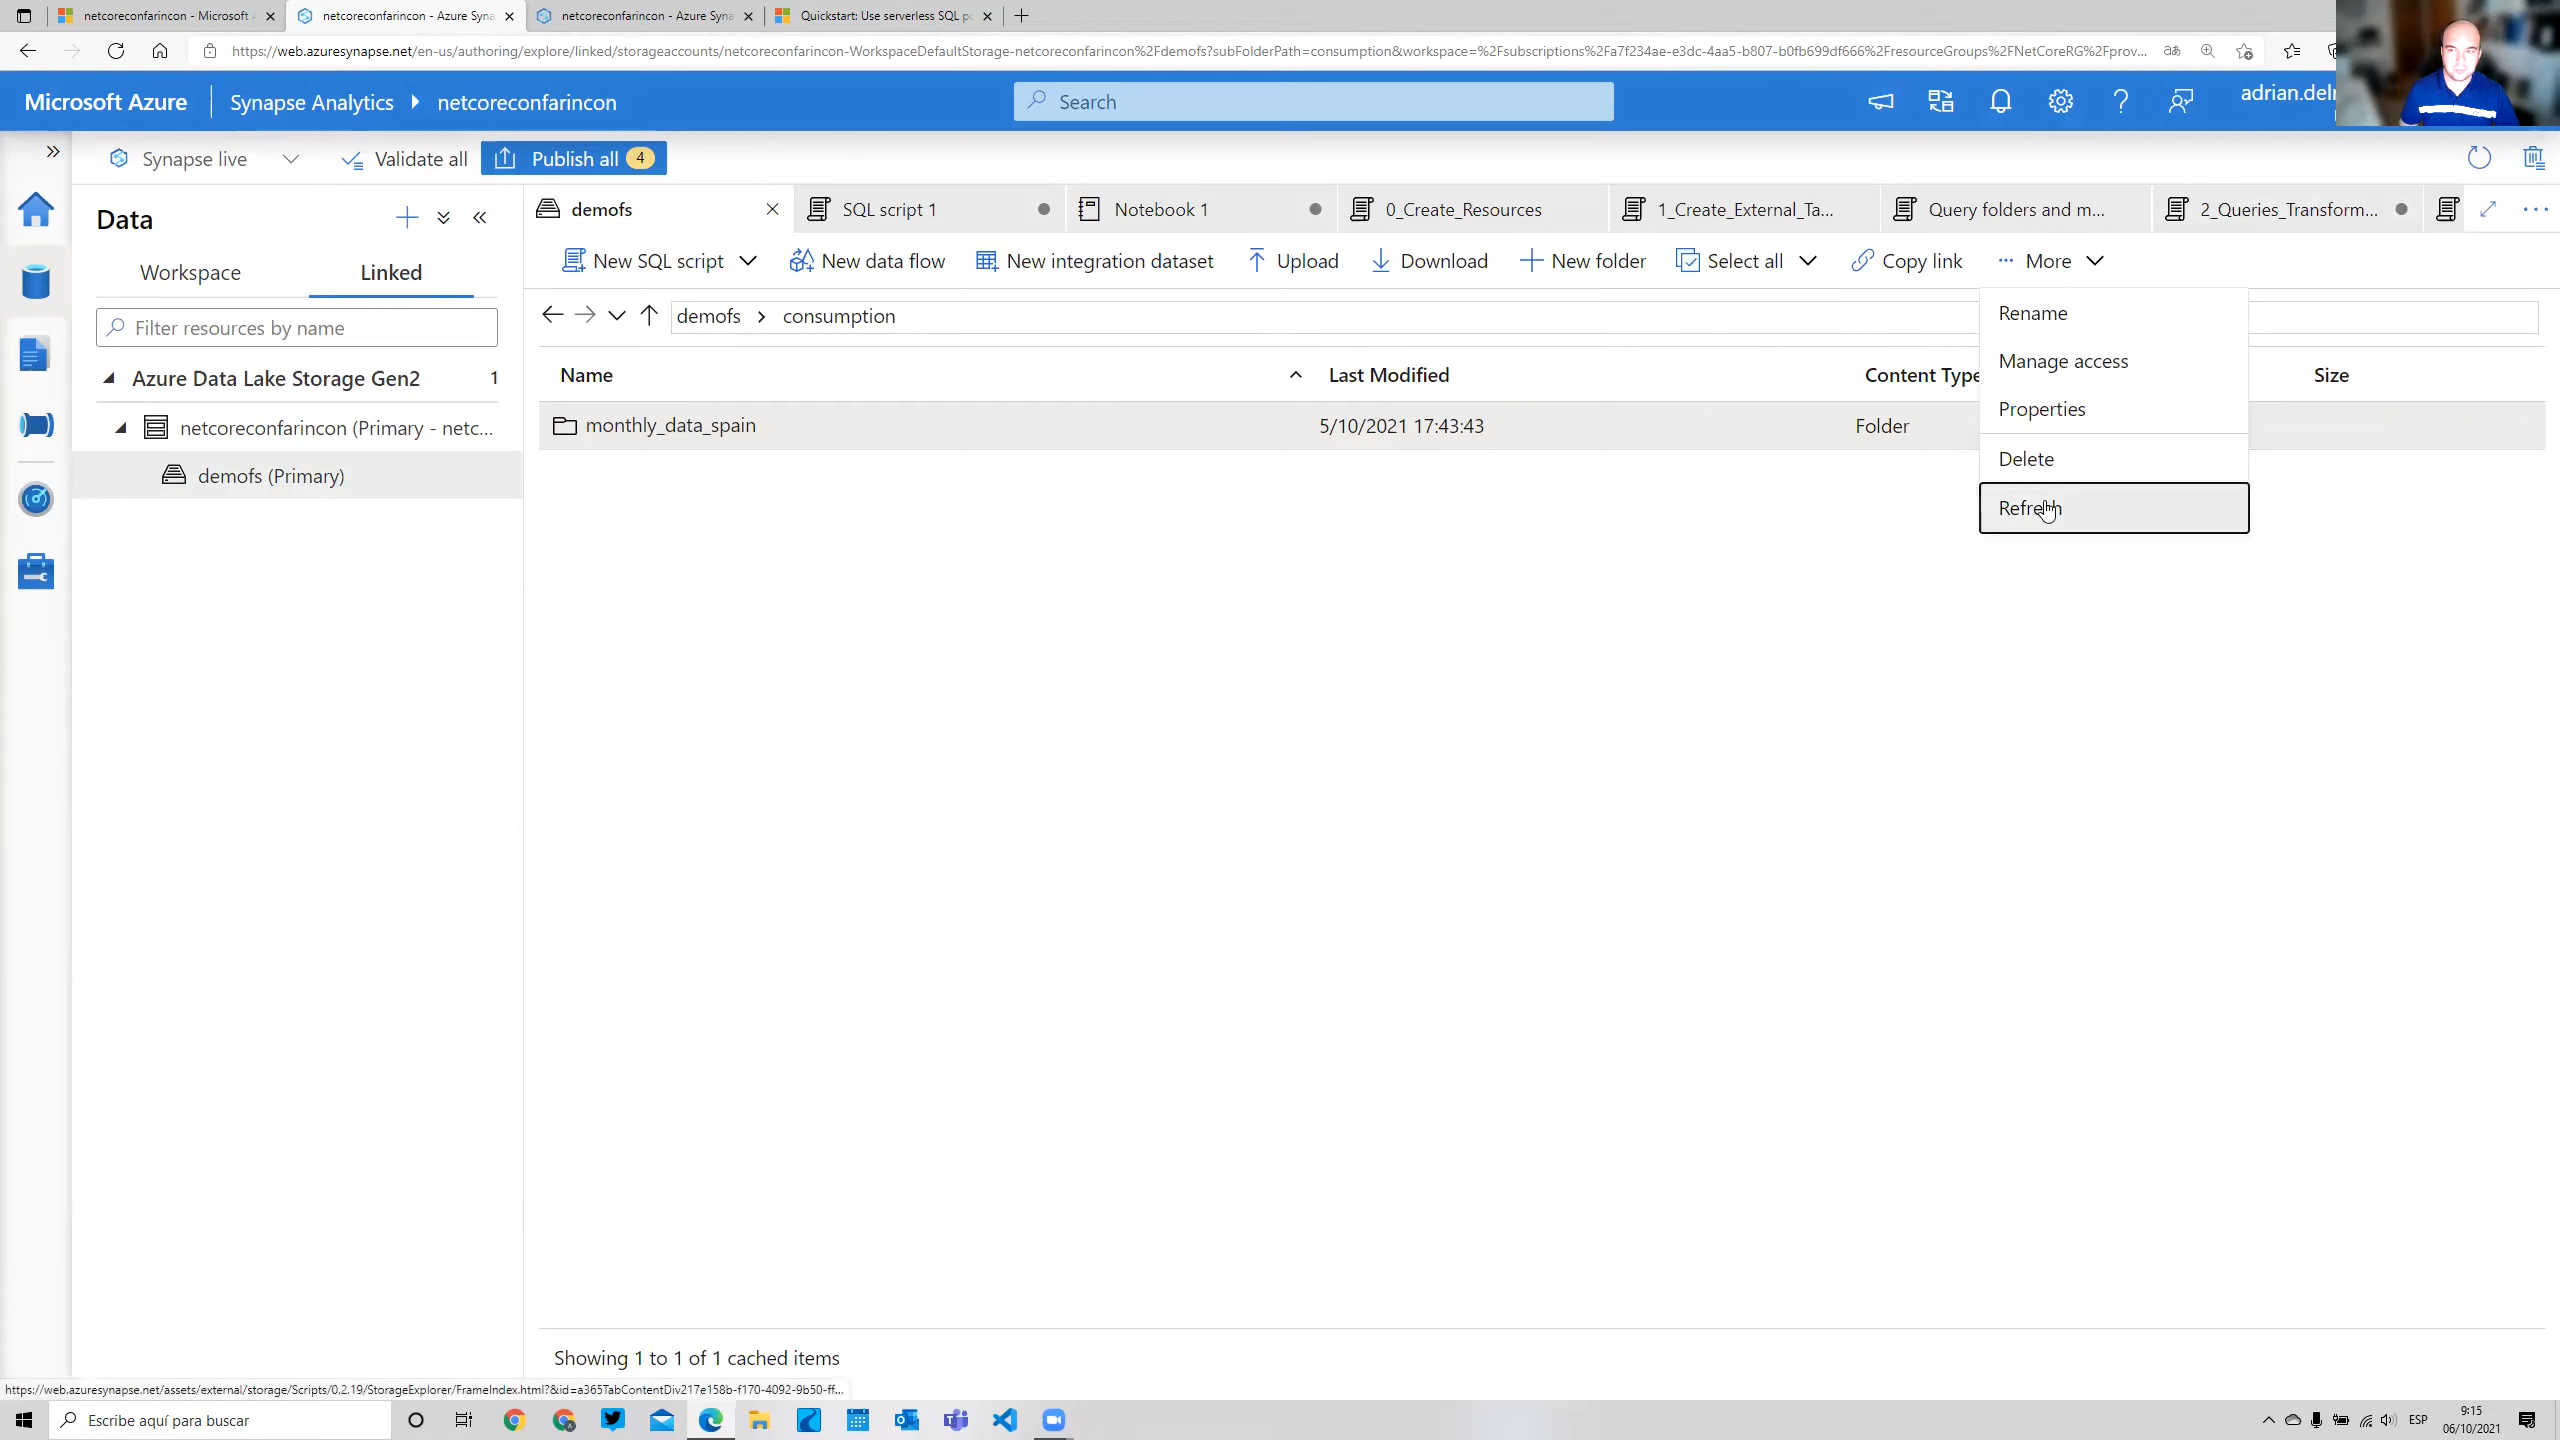 netcoreconfarincon - Microsoft
netcoreconfarincon - Azure Syna
netcoreconfarincon - Azure Syna
Quickstart: Use serverless SQL po
https://web.azuresynapse.net/en-us/authoring/explore/linked/storageaccounts/netcoreconfarincon-WorkspaceDefaultStorage-netcoreconfarincon%2Fdemofs?subFolderPath=consumption&workspace=%2Fsubscriptions%2Fa7f234ae-e3dc-4aa5-b807-b0fb699df666%2FresourceGroups%2FNetCoreRG%2Fprov...
Microsoft Azure
Synapse Analytics
netcoreconfarincon
Search
adrian.delr
Synapse live
Validate all
Publish all 4
Data
Workspace
Linked
Filter resources by name
Azure Data Lake Storage Gen2 1
netcoreconfarincon (Primary - netc...
demofs (Primary)
demofs
SQL script 1
Notebook 1
0_Create_Resources
1_Create_External_Ta...
Query folders and m...
2_Queries_Transform...
New SQL script
New data flow
New integration dataset
Upload
Download
New folder
Select all
Copy link
More
demofs > consumption
Name
Last Modified
Content Type
Size
monthly_data_spain
5/10/2021 17:43:43
Folder
Rename
Manage access
Properties
Delete
Refresh
Showing 1 to 1 of 1 cached items
https://web.azuresynapse.net/assets/external/storage/Scripts/0.2.19/StorageExplorer/FrameIndex.html?&id=a365TabContentDiv217e158b-f170-4092-9b50-ff...
Escribe aquí para buscar
ESP
9:15
06/10/2021